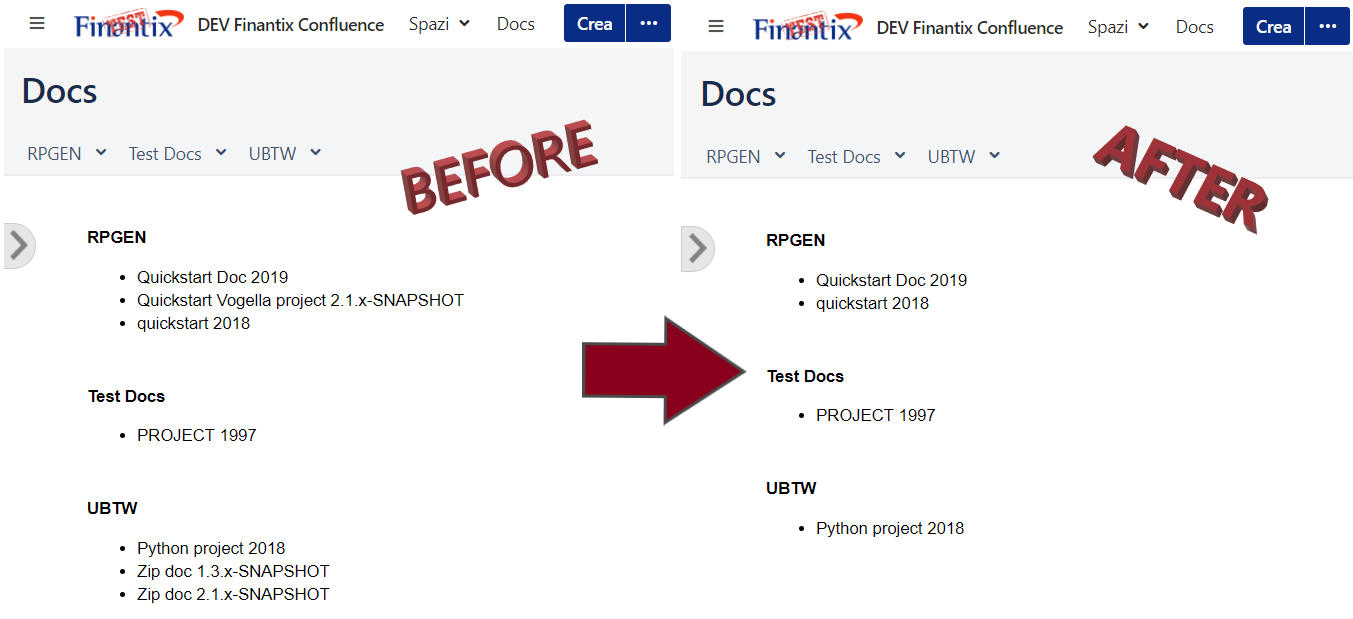 Finantix TEST DEV Finantix Confluence Spazi Docs Crea ···
Docs
RPGEN Test Docs UBTW
BEFORE
RPGEN
• Quickstart Doc 2019
• Quickstart Vogella project 2.1.x-SNAPSHOT
• quickstart 2018
Test Docs
• PROJECT 1997
UBTW
• Python project 2018
• Zip doc 1.3.x-SNAPSHOT
• Zip doc 2.1.x-SNAPSHOT
Finantix TEST DEV Finantix Confluence Spazi Docs Crea ···
Docs
RPGEN Test Docs UBTW
AFTER
RPGEN
• Quickstart Doc 2019
• quickstart 2018
Test Docs
• PROJECT 1997
UBTW
• Python project 2018